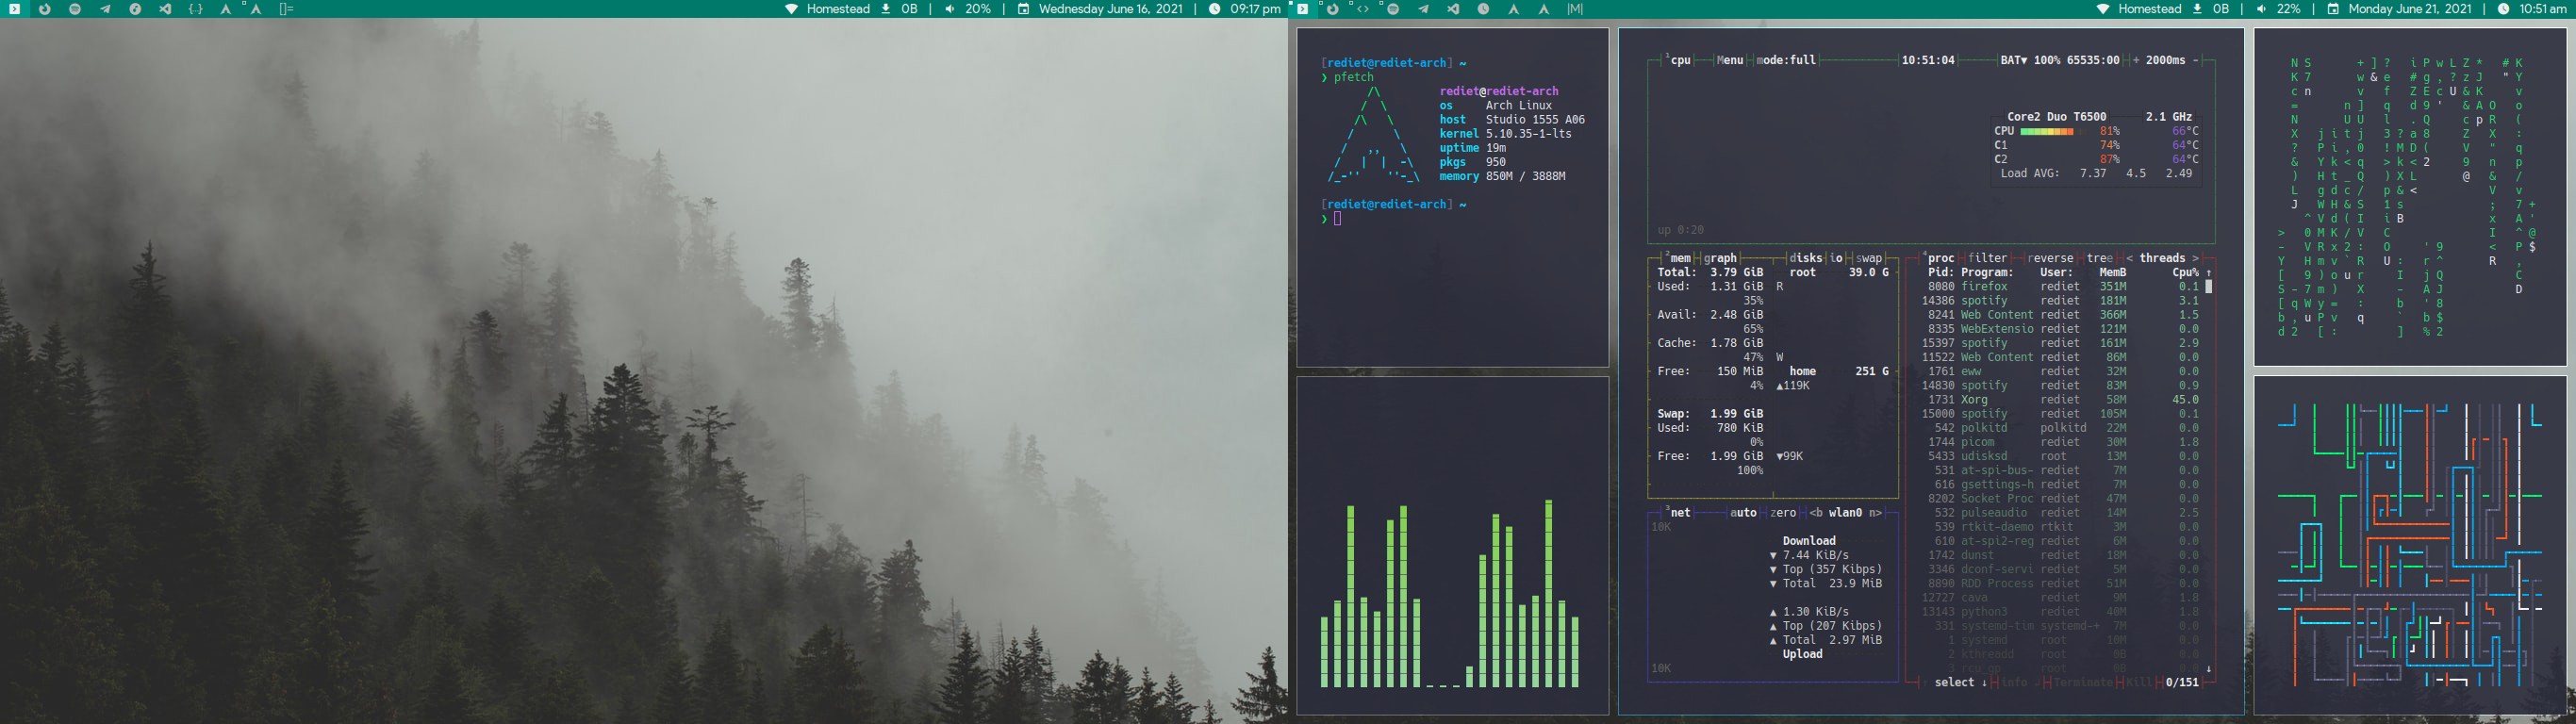 []= Homestead 0B | 20% | Wednesday June 16, 2021 | 09:17 pm
|M| Homestead 0B | 22% | Monday June 21, 2021 | 10:51 am
[rediet@rediet-arch] ~
❯ pfetch
rediet@rediet-arch
os Arch Linux
host Studio 1555 A06
kernel 5.10.35-1-lts
uptime 19m
pkgs 950
memory 850M / 3888M
[rediet@rediet-arch] ~
❯
¹cpu Menu mode:full 10:51:04 BAT▼ 100% 65535:00 + 2000ms -
Core2 Duo T6500 2.1 GHz
CPU 81% 66°C
C1 74% 64°C
C2 87% 64°C
Load AVG: 7.37 4.5 2.49
up 0:20
²mem graph disks io swap
Total: 3.79 GiB root 39.0 G
Used: 1.31 GiB R
35%
Avail: 2.48 GiB
65%
Cache: 1.78 GiB
47% W
Free: 150 MiB home 251 G
4% ▲119K
Swap: 1.99 GiB
Used: 780 KiB
0%
Free: 1.99 GiB ▼99K
100%
³net auto zero <b wlan0 n>
10K
Download
▼ 7.44 KiB/s
▼ Top (357 Kibps)
▼ Total 23.9 MiB
▲ 1.30 KiB/s
▲ Top (207 Kibps)
▲ Total 2.97 MiB
Upload
10K
⁴proc filter reverse tree < threads >
Pid: Program: User: MemB Cpu% ↑
8080 firefox rediet 351M 0.1
14386 spotify rediet 181M 3.1
8241 Web Content rediet 366M 1.5
8335 WebExtensio rediet 121M 0.0
15397 spotify rediet 161M 2.9
11522 Web Content rediet 86M 0.0
1761 eww rediet 32M 0.0
14830 spotify rediet 83M 0.9
1731 Xorg rediet 58M 45.0
15000 spotify rediet 105M 0.1
542 polkitd polkitd 22M 0.0
1744 picom rediet 30M 1.8
5433 udisksd root 13M 0.0
531 at-spi-bus- rediet 7M 0.0
616 gsettings-h rediet 7M 0.0
8202 Socket Proc rediet 47M 0.0
532 pulseaudio rediet 14M 2.5
539 rtkit-daemo rtkit 3M 0.0
610 at-spi2-reg rediet 6M 0.0
1742 dunst rediet 18M 0.0
3346 dconf-servi rediet 5M 0.0
8890 RDD Process rediet 51M 0.0
12727 cava rediet 9M 1.8
13143 python3 rediet 40M 1.8
331 systemd-tim systemd-+ 7M 0.0
1 systemd root 10M 0.0
2 kthreadd root 0B 0.0
3 rcu_gp root 0B 0.0 ↓
select ↓ info Terminate Kill 0/151